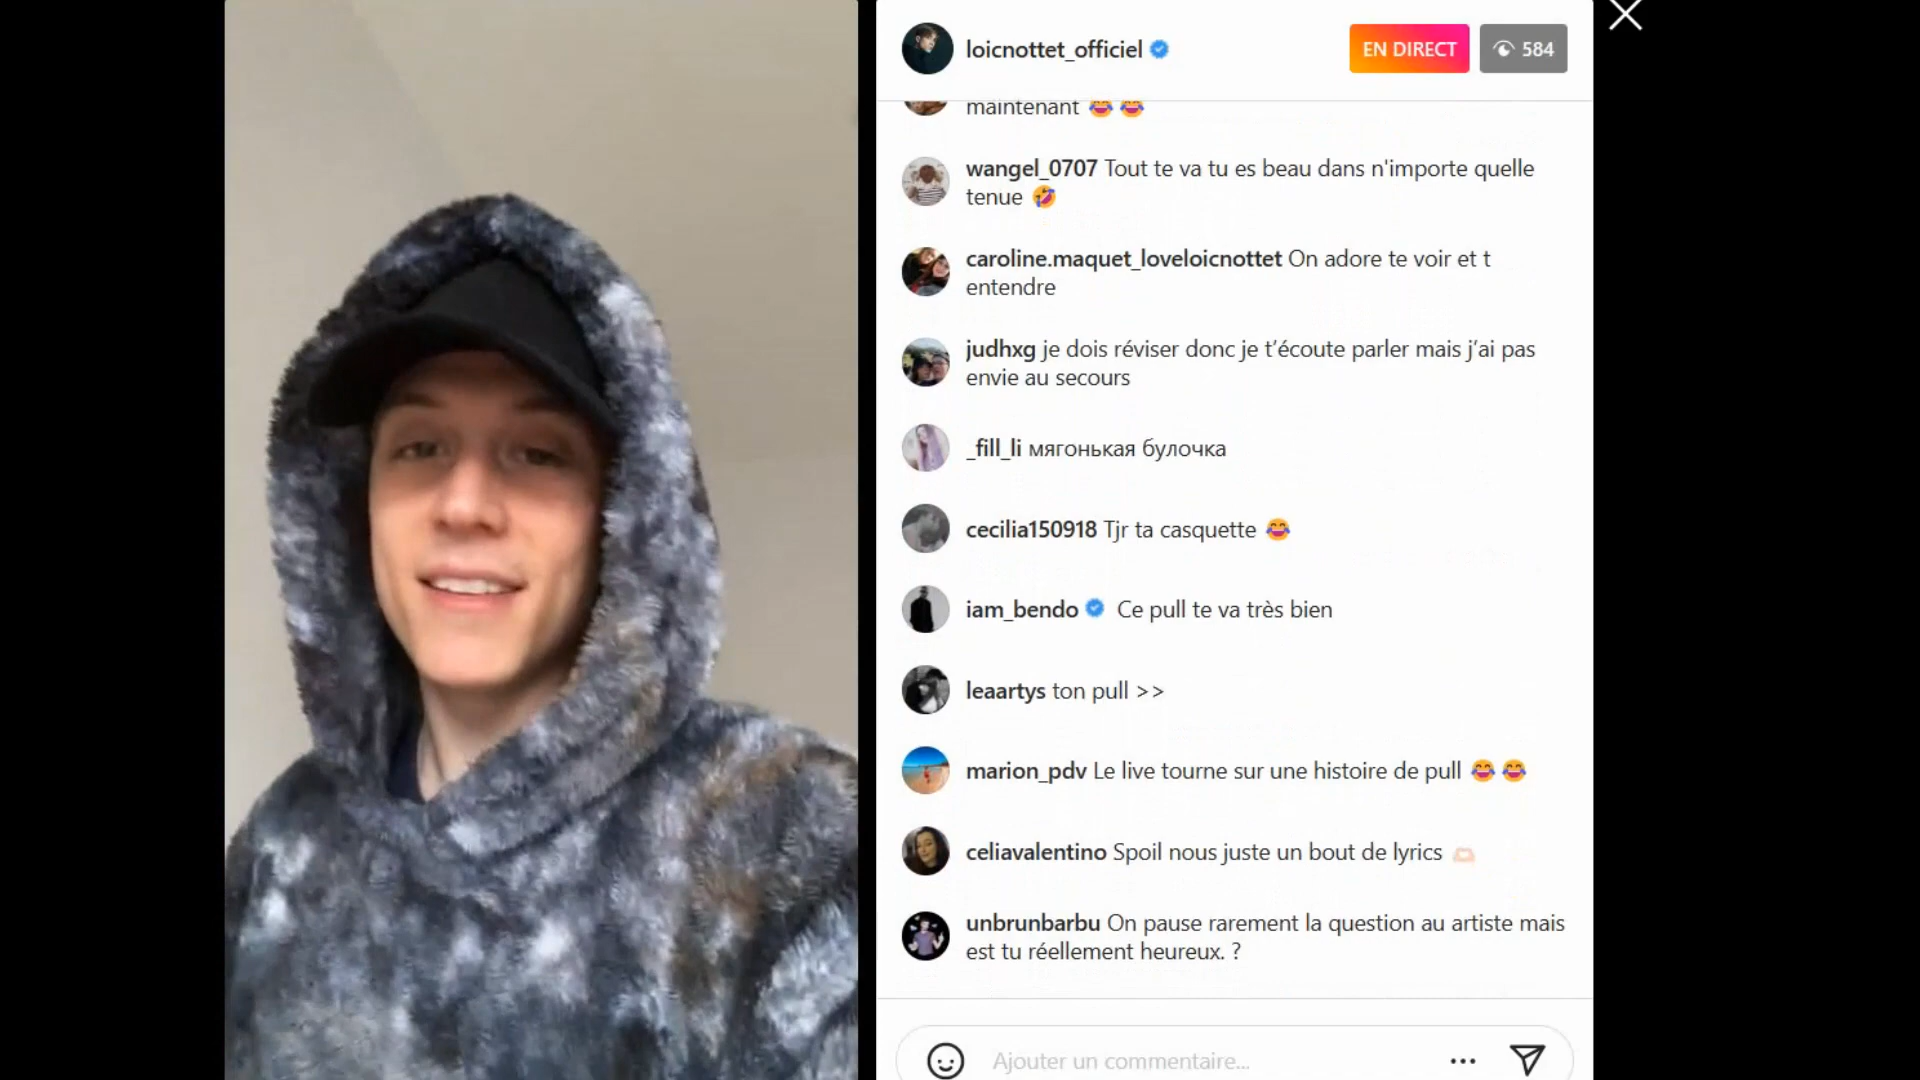 loicnottet_officiel
EN DIRECT
584
maintenant 😂 😂
wangel_0707 Tout te va tu es beau dans n'importe quelle
tenue 🤣
caroline.maquet_loveloicnottet On adore te voir et t
entendre
judhxg je dois réviser donc je t’écoute parler mais j’ai pas
envie au secours
_fill_li мягонькая булочка
cecilia150918 Tjr ta casquette 😂
iam_bendo Ce pull te va très bien
leaartys ton pull >>
marion_pdv Le live tourne sur une histoire de pull 😂 😂
celiavalentino Spoil nous juste un bout de lyrics 🫶🏻
unbrunbarbu On pause rarement la question au artiste mais
est tu réellement heureux. ?
Ajouter un commentaire...